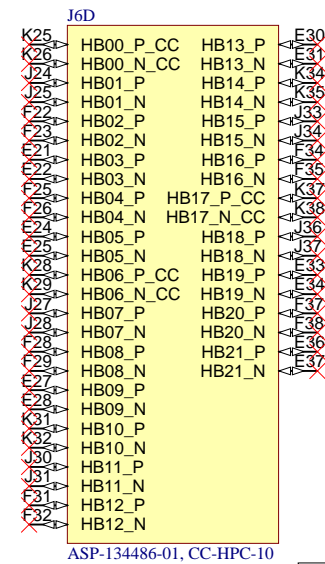 J6D
K25 HB00_P_CC HB13_P E30
K26 HB00_N_CC HB13_N E31
J24 HB01_P HB14_P K34
J25 HB01_N HB14_N K35
F22 HB02_P HB15_P J33
F23 HB02_N HB15_N J34
E21 HB03_P HB16_P F34
E22 HB03_N HB16_N F35
F25 HB04_P HB17_P_CC K37
F26 HB04_N HB17_N_CC K38
E24 HB05_P HB18_P J36
E25 HB05_N HB18_N J37
K28 HB06_P_CC HB19_P E33
K29 HB06_N_CC HB19_N E34
J27 HB07_P HB20_P F37
J28 HB07_N HB20_N F38
F28 HB08_P HB21_P E36
F29 HB08_N HB21_N E37
E27 HB09_P
E28 HB09_N
K31 HB10_P
K32 HB10_N
J30 HB11_P
J31 HB11_N
F31 HB12_P
F32 HB12_N
ASP-134486-01, CC-HPC-10